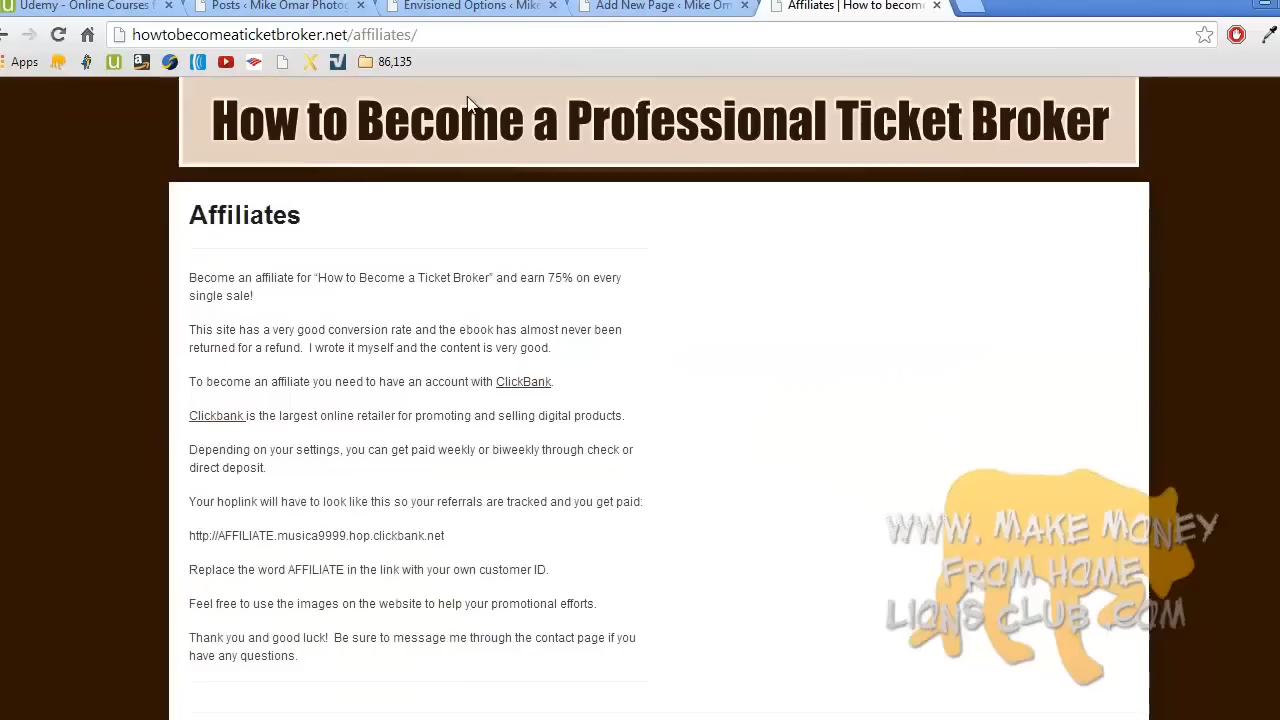 Udemy - Online Courses
Posts ‹ Mike Omar Photog
Envisioned Options ‹ Mike
Add New Page ‹ Mike Om
Affiliates | How to becom
howtobecomeaticketbroker.net/affiliates/
Apps
86,135
How to Become a Professional Ticket Broker
Affiliates
Become an affiliate for “How to Become a Ticket Broker” and earn 75% on every
single sale!
This site has a very good conversion rate and the ebook has almost never been
returned for a refund.  I wrote it myself and the content is very good.
To become an affiliate you need to have an account with ClickBank.
Clickbank is the largest online retailer for promoting and selling digital products.
Depending on your settings, you can get paid weekly or biweekly through check or
direct deposit.
Your hoplink will have to look like this so your referrals are tracked and you get paid:
http://AFFILIATE.musica9999.hop.clickbank.net
Replace the word AFFILIATE in the link with your own customer ID.
Feel free to use the images on the website to help your promotional efforts.
Thank you and good luck!  Be sure to message me through the contact page if you
have any questions.
WWW. MAKE MONEY
FROM HOME
LIONS CLUB .COM